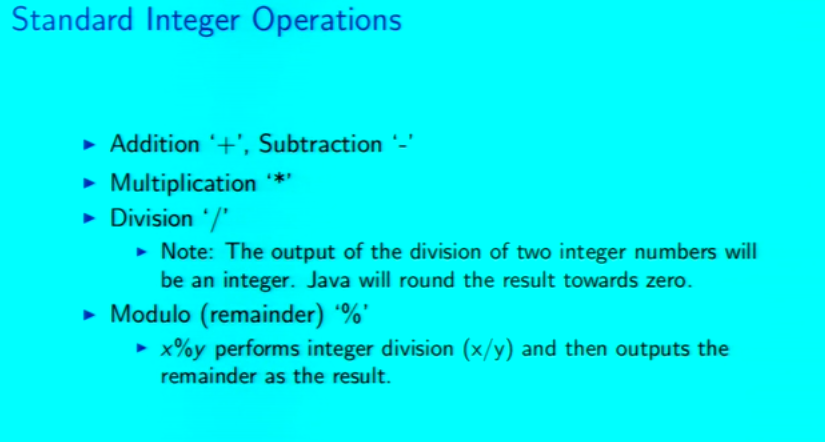 Standard Integer Operations
▶ Addition ‘+’, Subtraction ‘-’
▶ Multiplication ‘*’
▶ Division ‘/’
▶ Note: The output of the division of two integer numbers will
be an integer. Java will round the result towards zero.
▶ Modulo (remainder) ‘%’
▶ x%y performs integer division (x/y) and then outputs the
remainder as the result.